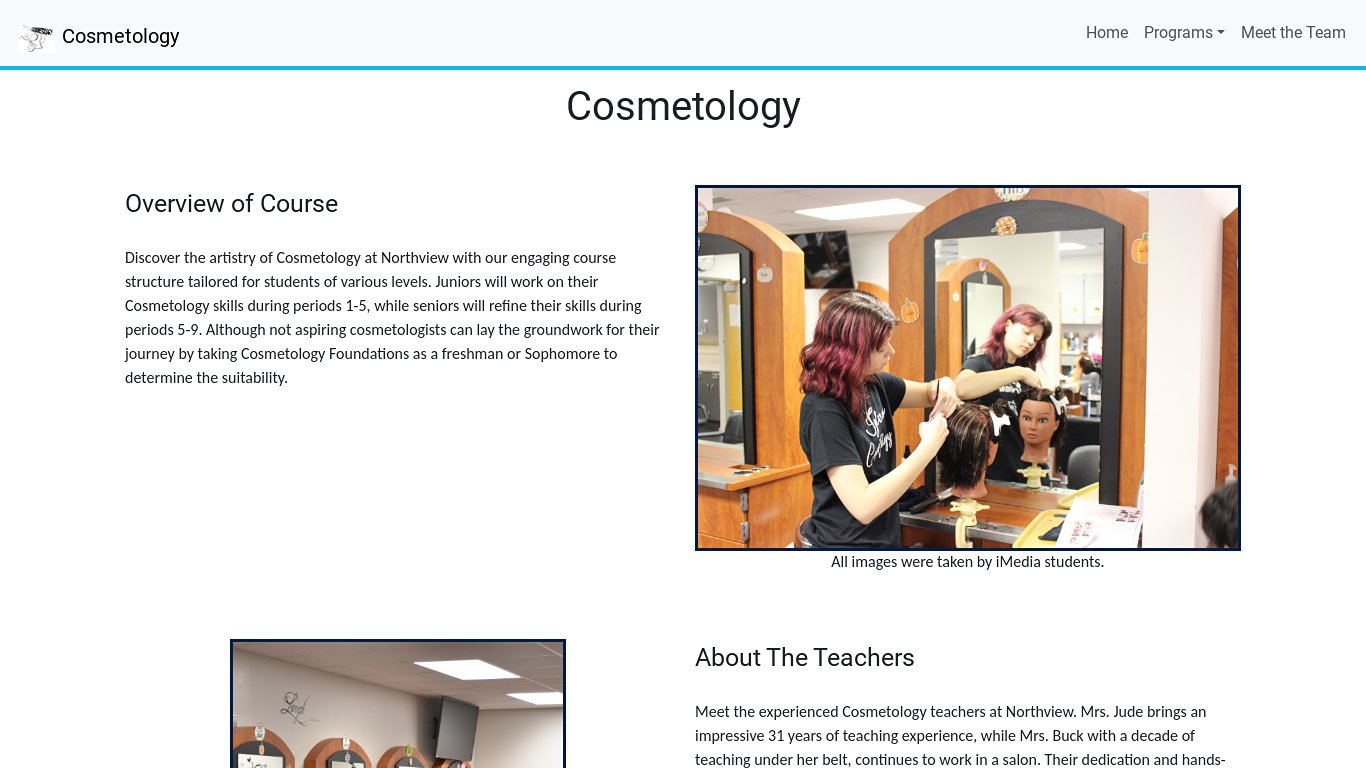 Cosmetology
Home
Programs
Meet the Team
Cosmetology
Overview of Course
Discover the artistry of Cosmetology at Northview with our engaging course
structure tailored for students of various levels. Juniors will work on their
Cosmetology skills during periods 1-5, while seniors will refine their skills during
periods 5-9. Although not aspiring cosmetologists can lay the groundwork for their
journey by taking Cosmetology Foundations as a freshman or Sophomore to
determine the suitability.
All images were taken by iMedia students.
About The Teachers
Meet the experienced Cosmetology teachers at Northview. Mrs. Jude brings an
impressive 31 years of teaching experience, while Mrs. Buck with a decade of
teaching under her belt, continues to work in a salon. Their dedication and hands-